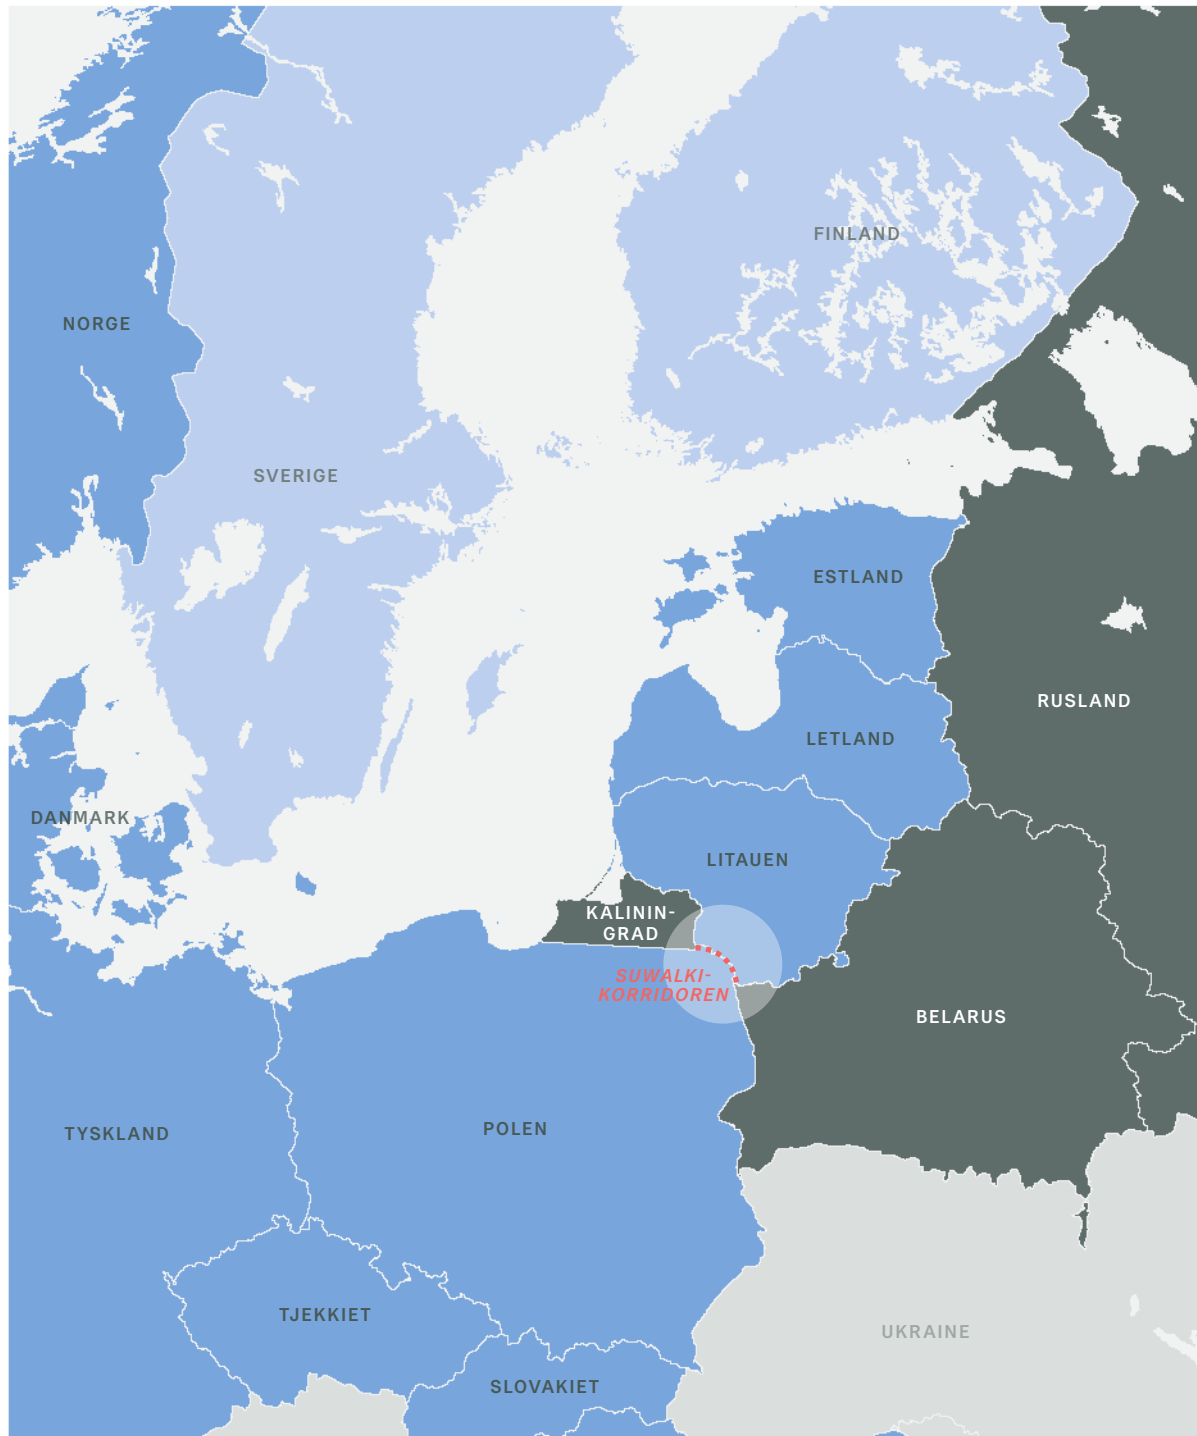 FINLAND
NORGE
SVERIGE
ESTLAND
RUSLAND
LETLAND
DANMARK
LITAUEN
KALININ-
GRAD
SUWALKI-
KORRIDOREN
BELARUS
POLEN
TYSKLAND
TJEKKIET
UKRAINE
SLOVAKIET